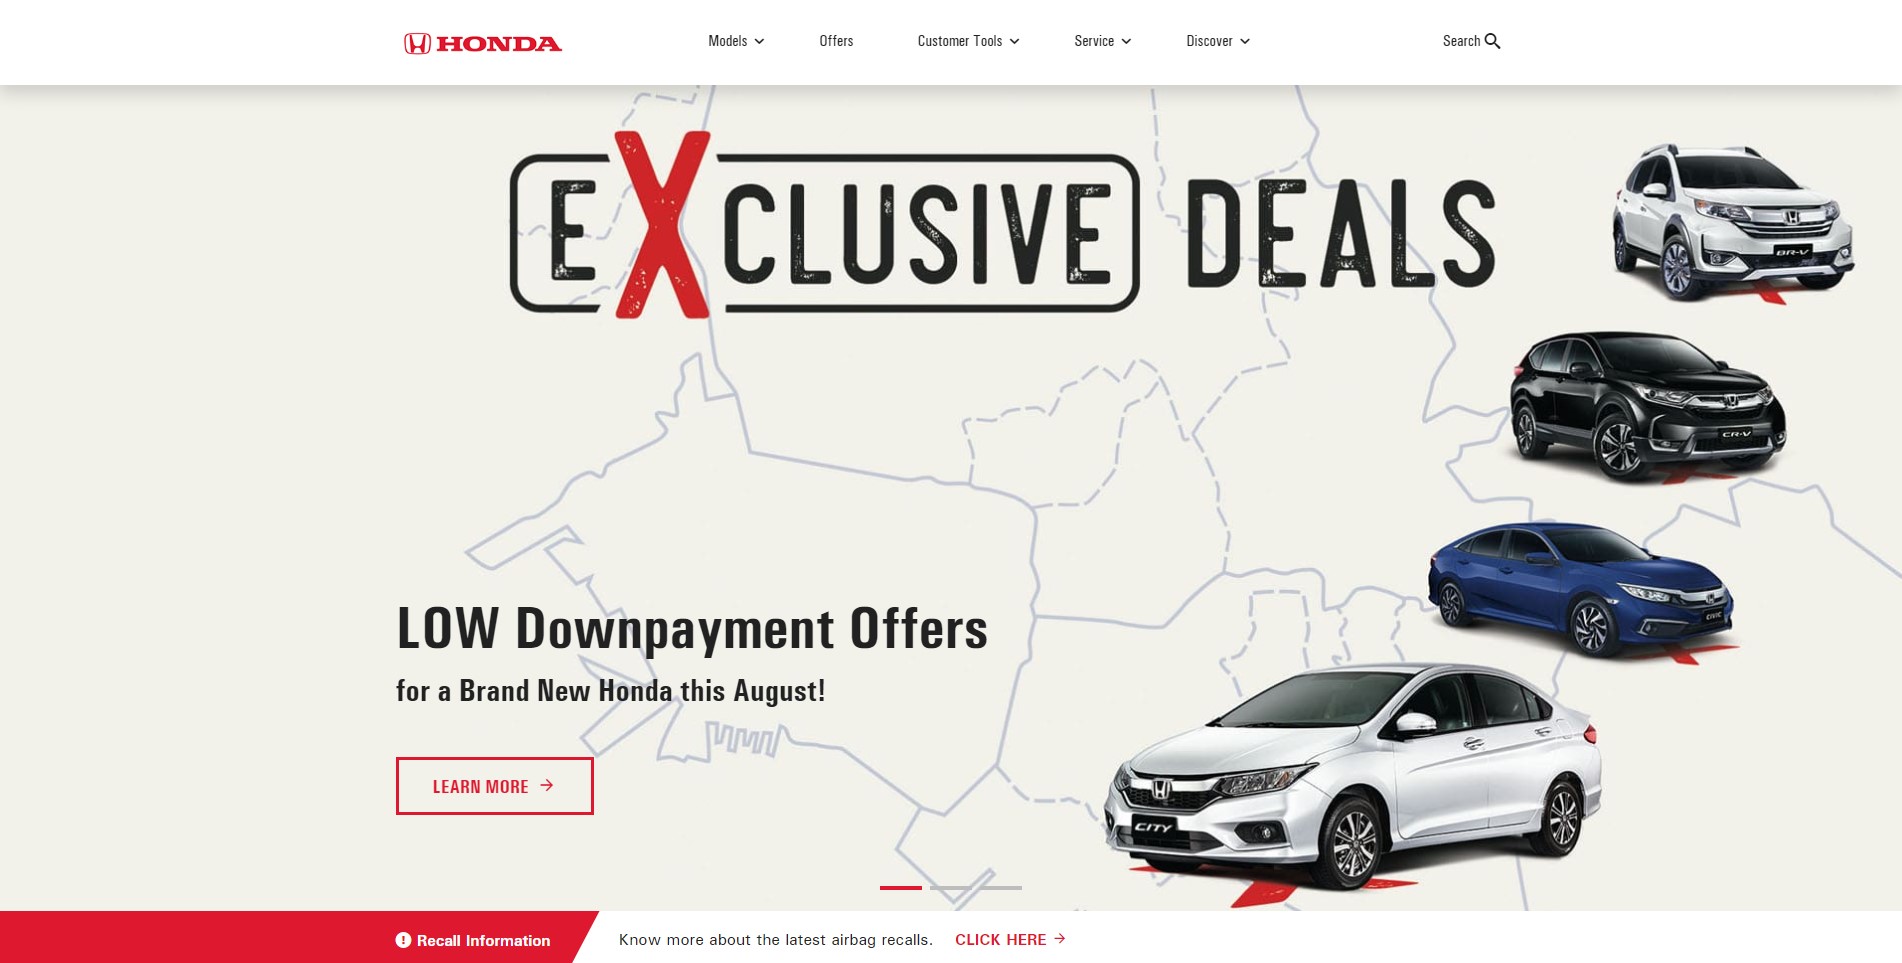 HONDA
Models
Offers
Customer Tools
Service
Discover
Search
EXCLUSIVE DEALS
BR-V
CR-V
CIVIC
LOW Downpayment Offers
for a Brand New Honda this August!
LEARN MORE
CITY
Recall Information
Know more about the latest airbag recalls. CLICK HERE